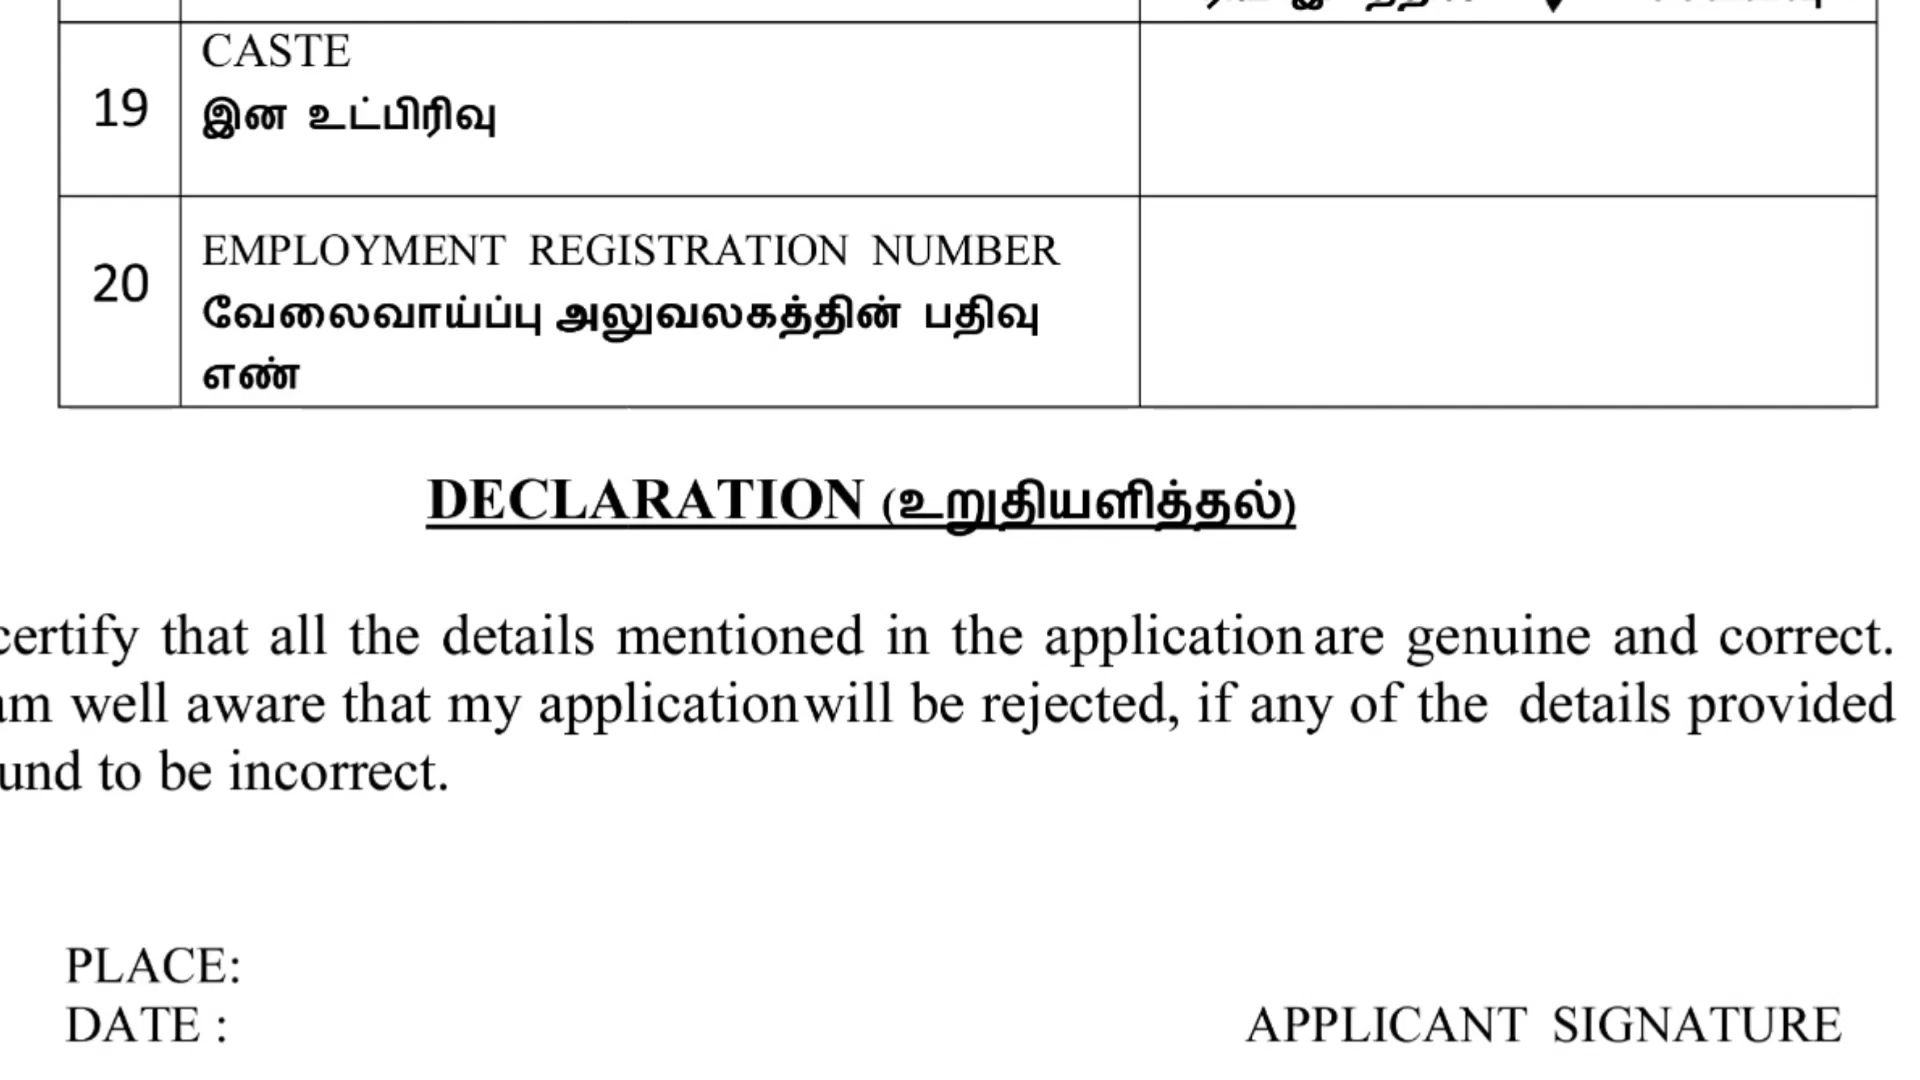 CASTE
19
இன உட்பிரிவு
EMPLOYMENT REGISTRATION NUMBER
20
வேலைவாய்ப்பு அலுவலகத்தின் பதிவு
எண்
DECLARATION (உறுதியளித்தல்)
certify that all the details mentioned in the application are genuine and correct.
am well aware that my application will be rejected, if any of the details provided
to be incorrect.
PLACE:
DATE :
APPLICANT SIGNATURE